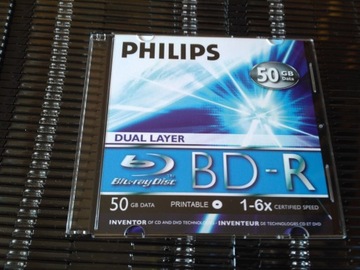 PHILIPS
50 GB
Data
DUAL LAYER
Blu-ray Disc BD-R
50 GB DATA PRINTABLE 1-6x CERTIFIED SPEED
INVENTOR OF CD AND DVD TECHNOLOGIES INVENTEUR DE TECHNOLOGIES CD ET DVD